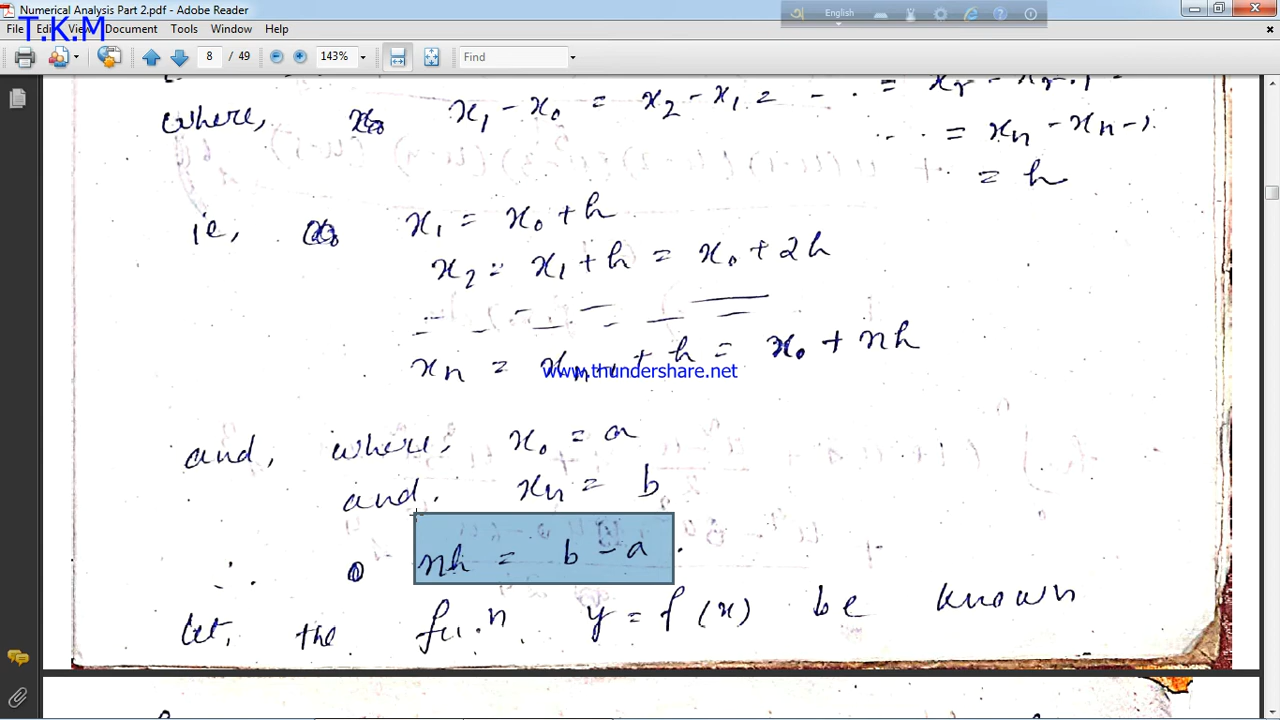 Numerical Analysis Part 2.pdf - Adobe Reader
English
File Edit View Document Tools Window Help
T.K.M
8 / 49 143% Find
where, x₁ - x₀ = x₂ - x₁ = - . . = xᵣ - xᵣ₋₁ -
. . . . = xₙ - xₙ₋₁
= h
ie, x₁ = x₀ + h
x₂ = x₁ + h = x₀ + 2h
xₙ = xₙ₋₁ + h = x₀ + nh
www.thundershare.net
and, where, x₀ = a
and. xₙ = b
∴ nh = b - a .
let, the fu.n. y = f(x) be known